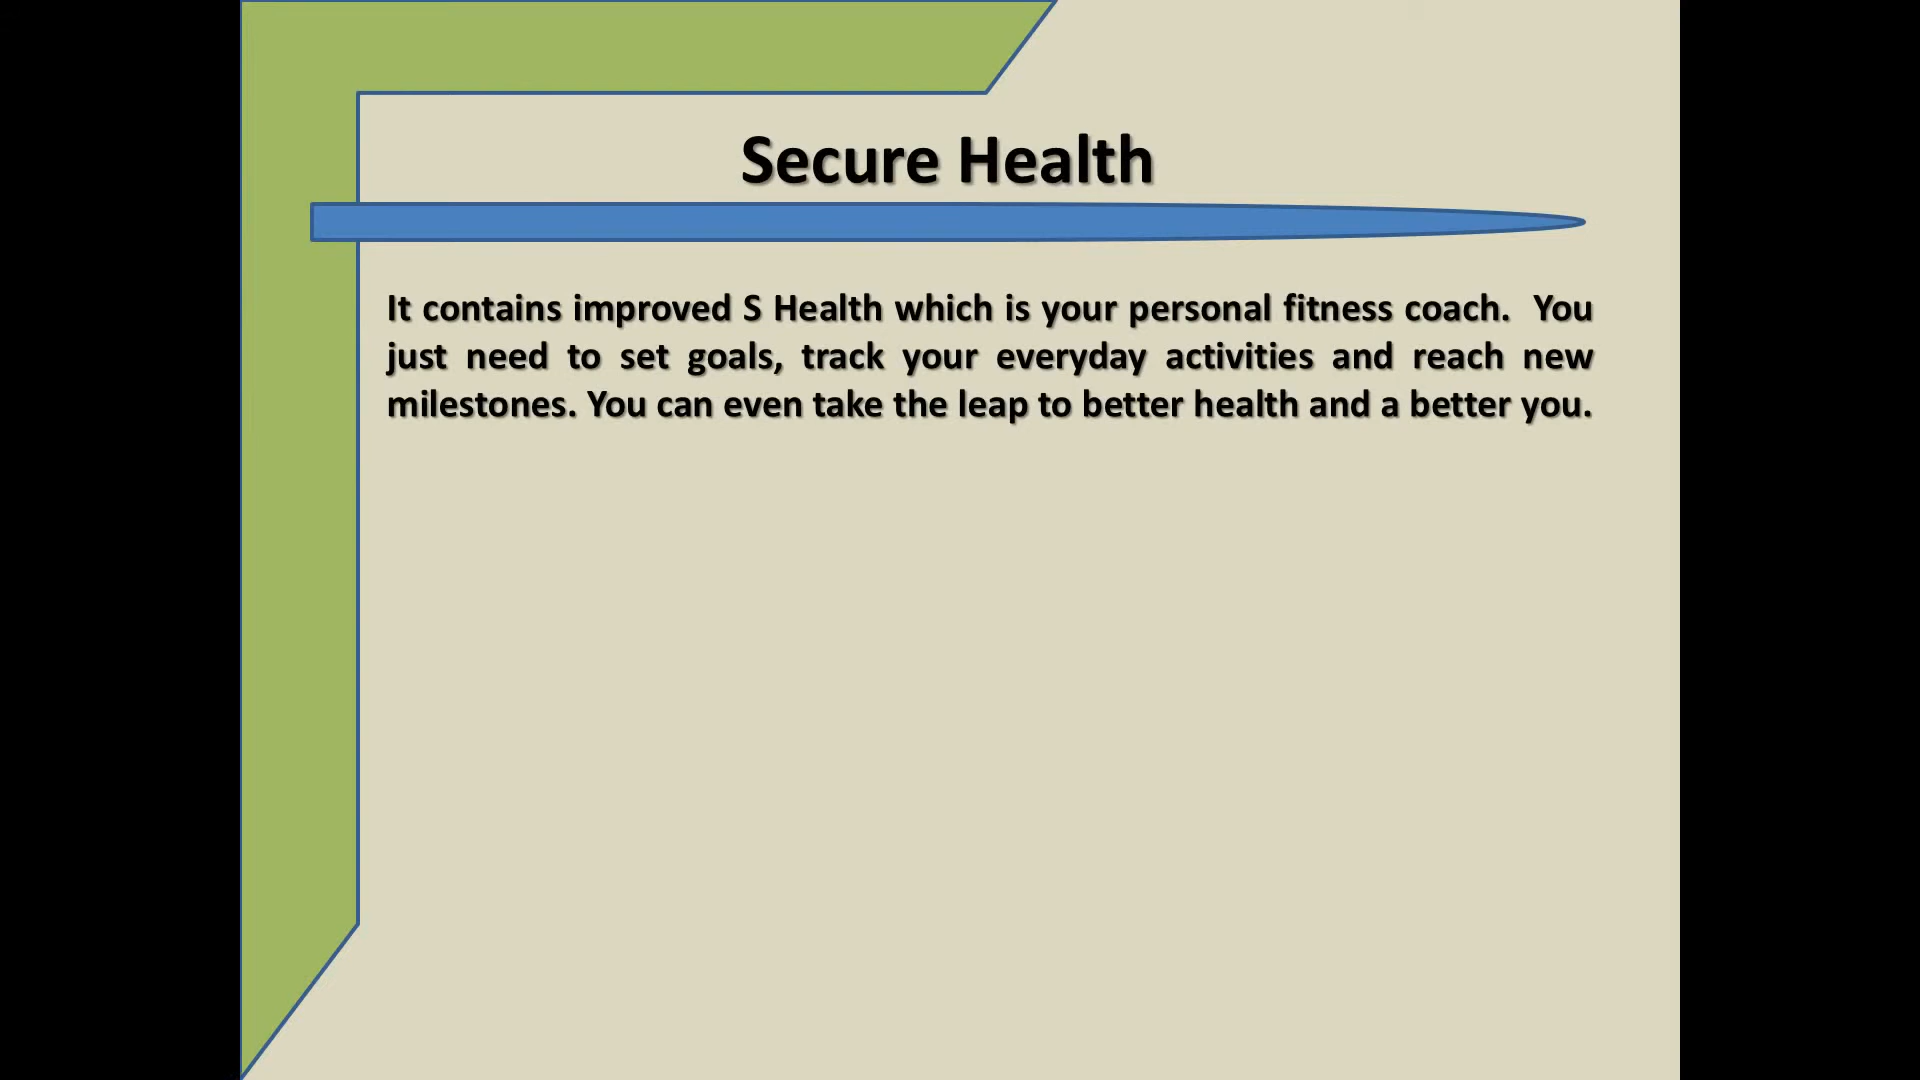 Secure Health
It contains improved S Health which is your personal fitness coach.  You
just need to set goals, track your everyday activities and reach new
milestones. You can even take the leap to better health and a better you.